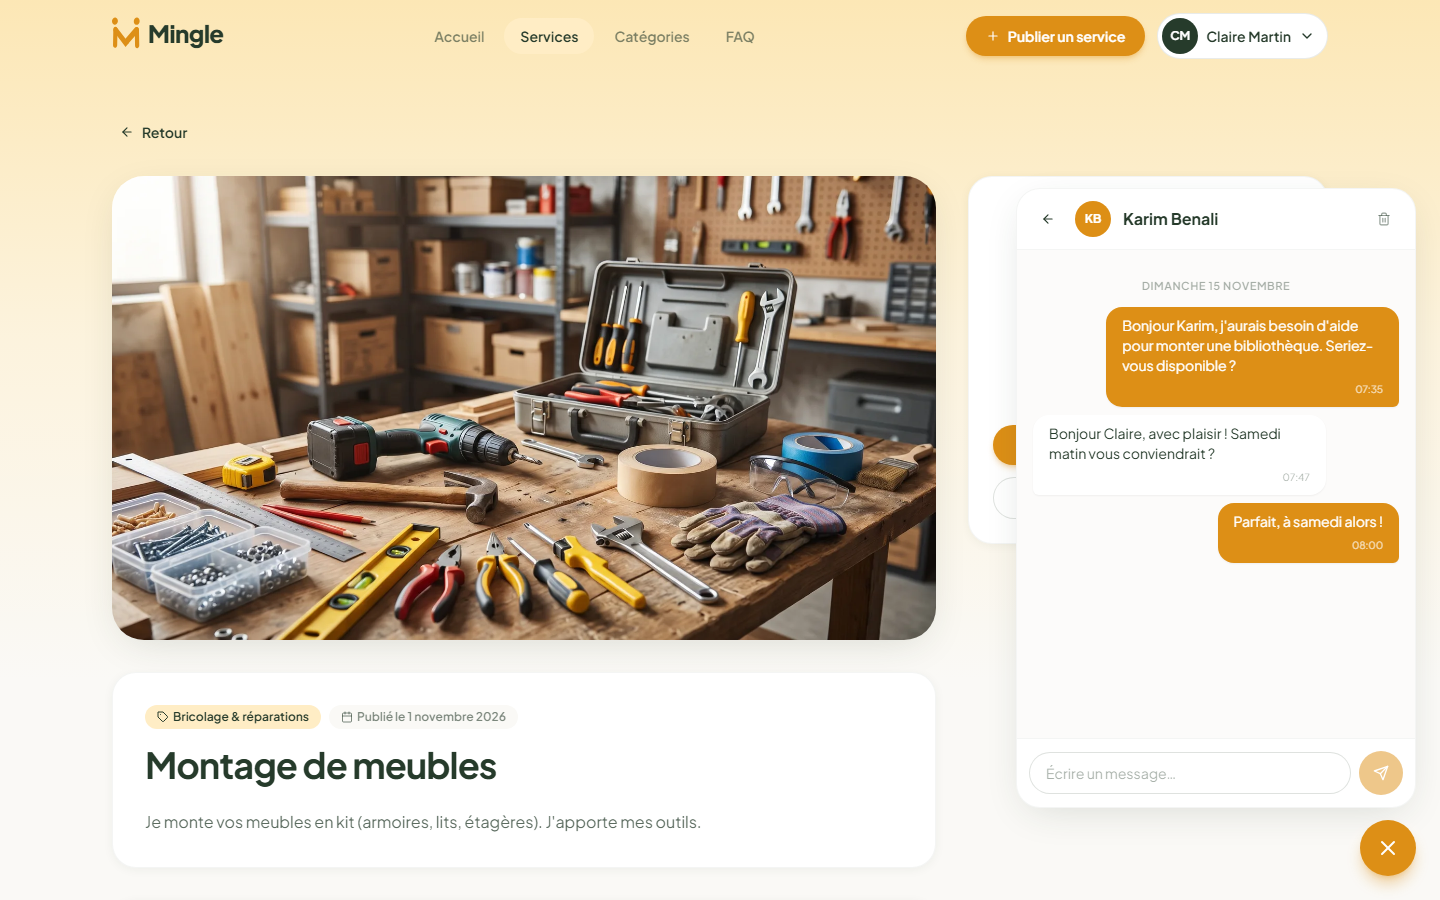 Mingle
Accueil
Services
Catégories
FAQ
Publier un service
CM
Claire Martin
Retour
Bricolage & réparations
Publié le 1 novembre 2026
Montage de meubles
Je monte vos meubles en kit (armoires, lits, étagères). J'apporte mes outils.
KB
Karim Benali
DIMANCHE 15 NOVEMBRE
Bonjour Karim, j'aurais besoin d'aide
pour monter une bibliothèque. Seriez-
vous disponible ?
07:35
Bonjour Claire, avec plaisir ! Samedi
matin vous conviendrait ?
07:47
Parfait, à samedi alors !
08:00
Écrire un message...